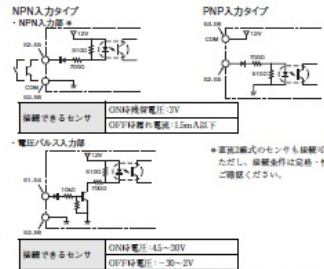 NPN入力タイプ
・NPN入力部 *
12V
510Ω
700Ω
COM
接続できるセンサ
ON時残留電圧:3V
OFF時漏れ電流:1.5mA以下
・電圧パルス入力部
12V
510Ω
700Ω
10kΩ
接続できるセンサ
ON時電圧:4.5~30V
OFF時電圧:-30~2V
PNP入力タイプ
COM
12V
700Ω
510Ω
*直流2線式のセンサも接続可
ただし、接続条件は定格・性
ご確認ください。